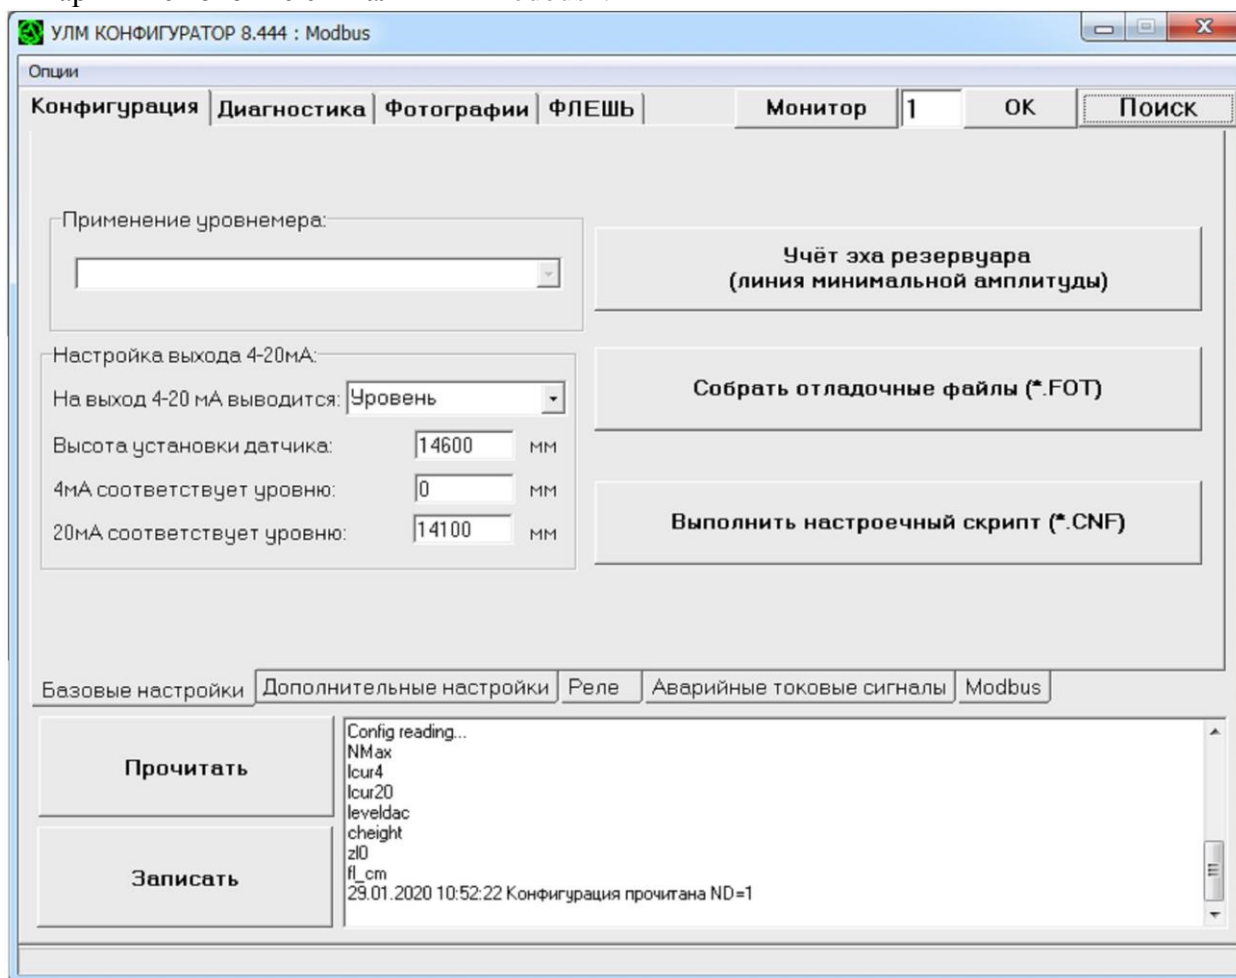 УЛМ КОНФИГУРАТОР 8.444 : Modbus
Опции
Конфигурация Диагностика Фотографии ФЛЕШЬ Монитор 1 ОК Поиск
Применение уровнемера:
Учёт эха резервуара
(линия минимальной амплитуды)
Настройка выхода 4-20мА:
На выход 4-20 мА выводится: Уровень
Высота установки датчика: 14600 мм
4мА соответствует уровню: 0 мм
20мА соответствует уровню: 14100 мм
Собрать отладочные файлы (*.FOT)
Выполнить настроечный скрипт (*.CNF)
Базовые настройки Дополнительные настройки Реле Аварийные токовые сигналы Modbus
Прочитать
Записать
Config reading...
NMax
lcur4
lcur20
leveldac
cheight
zl0
fl_cm
29.01.2020 10:52:22 Конфигурация прочитана ND=1